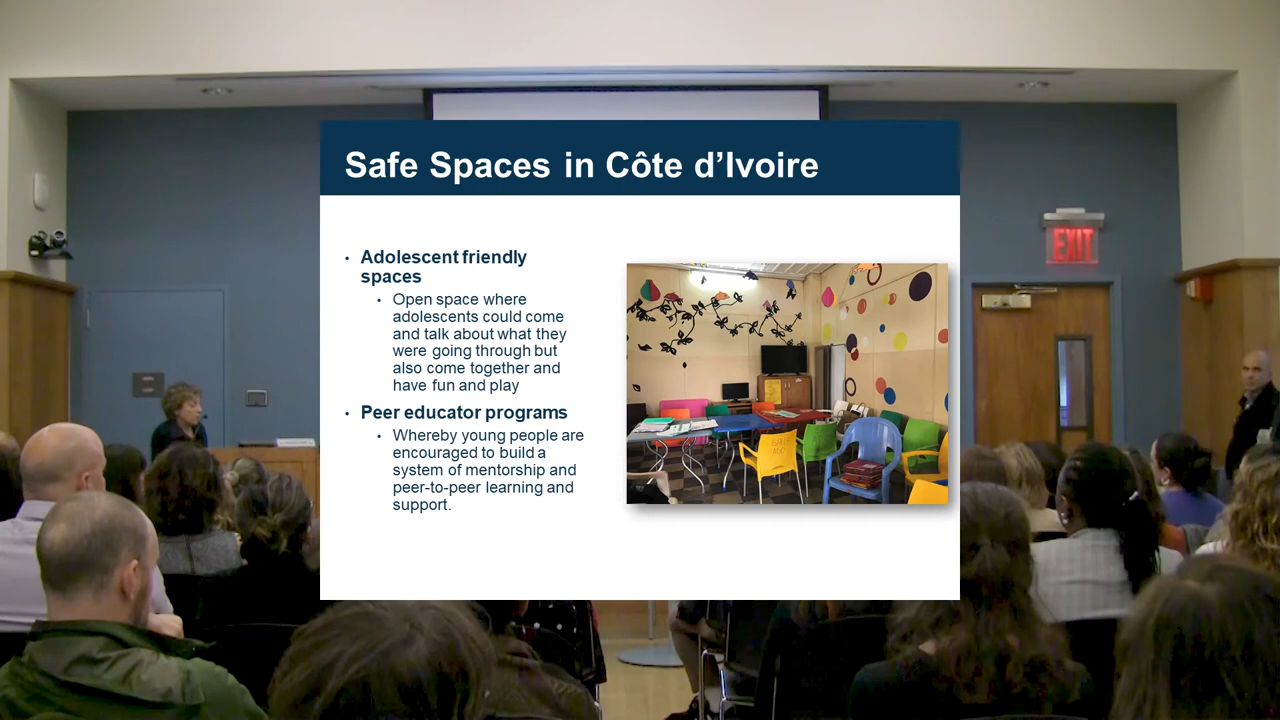 Safe Spaces in Côte d’Ivoire
• Adolescent friendly
spaces
• Open space where
adolescents could come
and talk about what they
were going through but
also come together and
have fun and play
• Peer educator programs
• Whereby young people are
encouraged to build a
system of mentorship and
peer-to-peer learning and
support.
EXIT